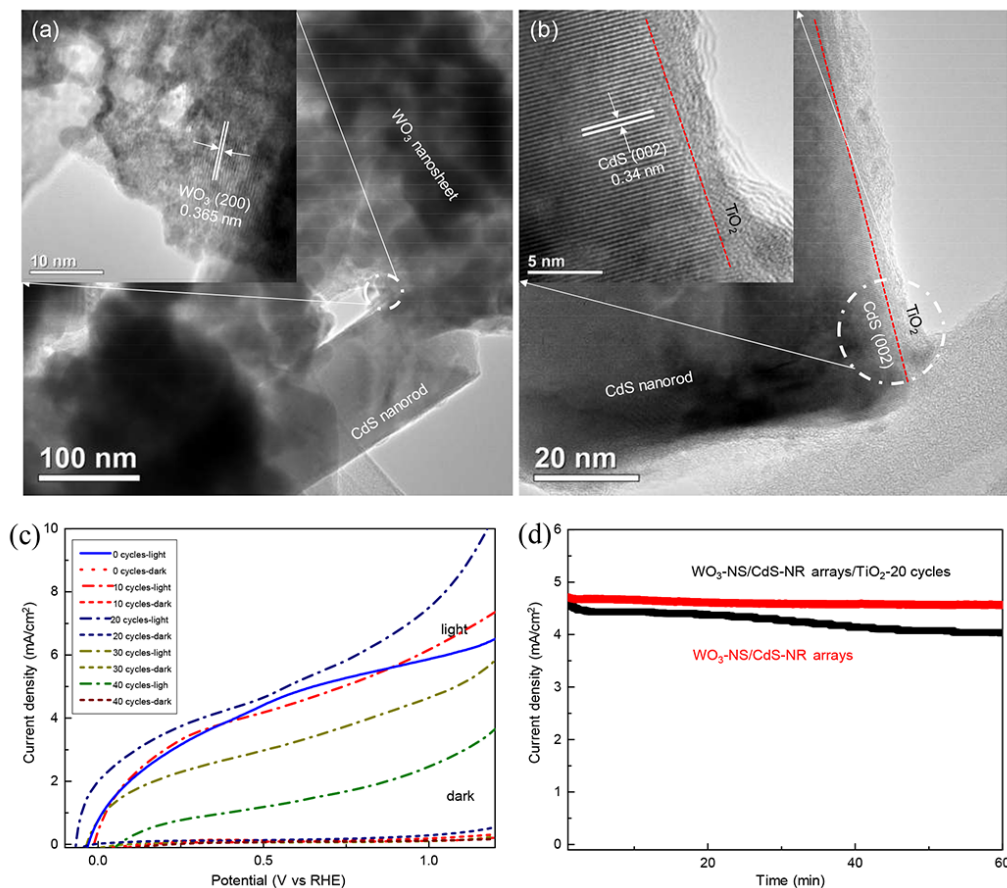 (a)
WO₃ (200)
0.365 nm
10 nm
WO₃ nanosheet
CdS nanorod
100 nm
(b)
CdS (002)
0.34 nm
TiO₂
5 nm
CdS (002)
TiO₂
CdS nanorod
20 nm
(c)
Current density (mA/cm²)
10
8
6
4
2
0
0 cycles-light
0 cycles-dark
10 cycles-light
10 cycles-dark
20 cycles-light
20 cycles-dark
30 cycles-light
30 cycles-dark
40 cycles-ligh
40 cycles-dark
light
dark
0.0 0.5 1.0
Potential (V vs RHE)
(d)
Current density (mA/cm²)
6
5
4
3
2
1
0
WO₃-NS/CdS-NR arrays/TiO₂-20 cycles
WO₃-NS/CdS-NR arrays
20 40 60
Time (min)